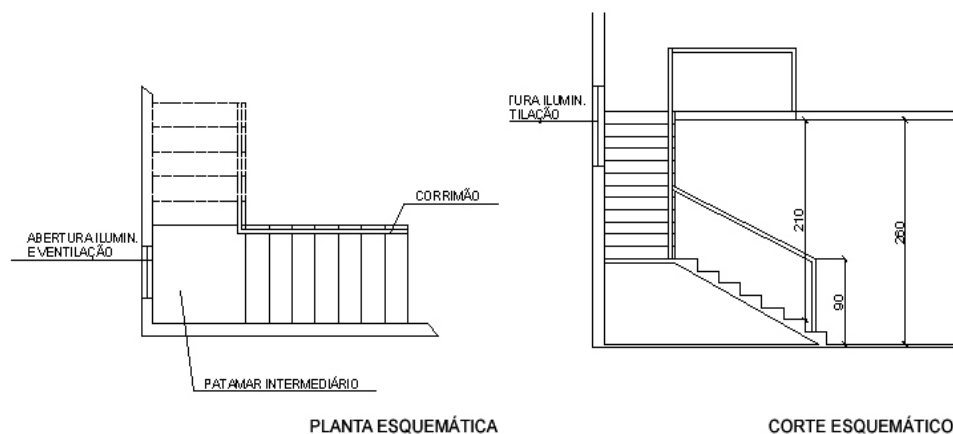 ABERTURA ILUMIN.
E VENTILAÇÃO
CORRIMÃO
PATAMAR INTERMEDIÁRIO
PLANTA ESQUEMÁTICA
TURA ILUMIN.
TILAÇÃO
210
260
90
CORTE ESQUEMÁTICO